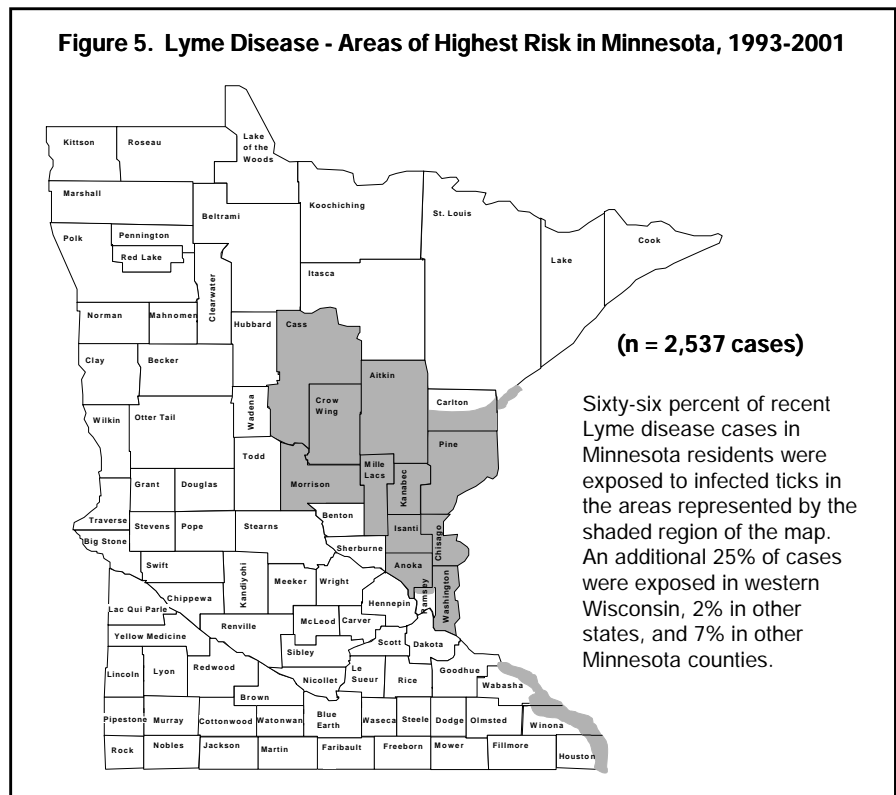 Figure 5. Lyme Disease - Areas of Highest Risk in Minnesota, 1993-2001
Kittson
Roseau
Lake
of the
Woods
Marshall
Koochiching
St. Louis
Beltrami
Polk
Pennington
Red Lake
Cook
Lake
Itasca
Clearwater
Norman
Mahnomen
Hubbard
Cass
(n = 2,537 cases)
Clay
Becker
Aitkin
Carlton
Crow
Wing
Wadena
Wilkin
Otter Tail
Pine
Todd
Mille
Lacs
Kanabec
Morrison
Grant
Douglas
Benton
Traverse
Stevens
Pope
Stearns
Isanti
Chisago
Big Stone
Sherburne
Swift
Kandiyohi
Meeker
Wright
Anoka
Ramsey
Washington
Chippewa
Hennepin
Lac Qui Parle
Renville
McLeod
Carver
Yellow Medicine
Scott
Dakota
Sibley
Lincoln
Lyon
Redwood
Nicollet
Le
Sueur
Rice
Goodhue
Wabasha
Brown
Pipestone
Murray
Cottonwood
Watonwan
Blue
Earth
Waseca
Steele
Dodge
Olmsted
Winona
Rock
Nobles
Jackson
Martin
Faribault
Freeborn
Mower
Fillmore
Houston
Sixty-six percent of recent
Lyme disease cases in
Minnesota residents were
exposed to infected ticks in
the areas represented by the
shaded region of the map.
An additional 25% of cases
were exposed in western
Wisconsin, 2% in other
states, and 7% in other
Minnesota counties.